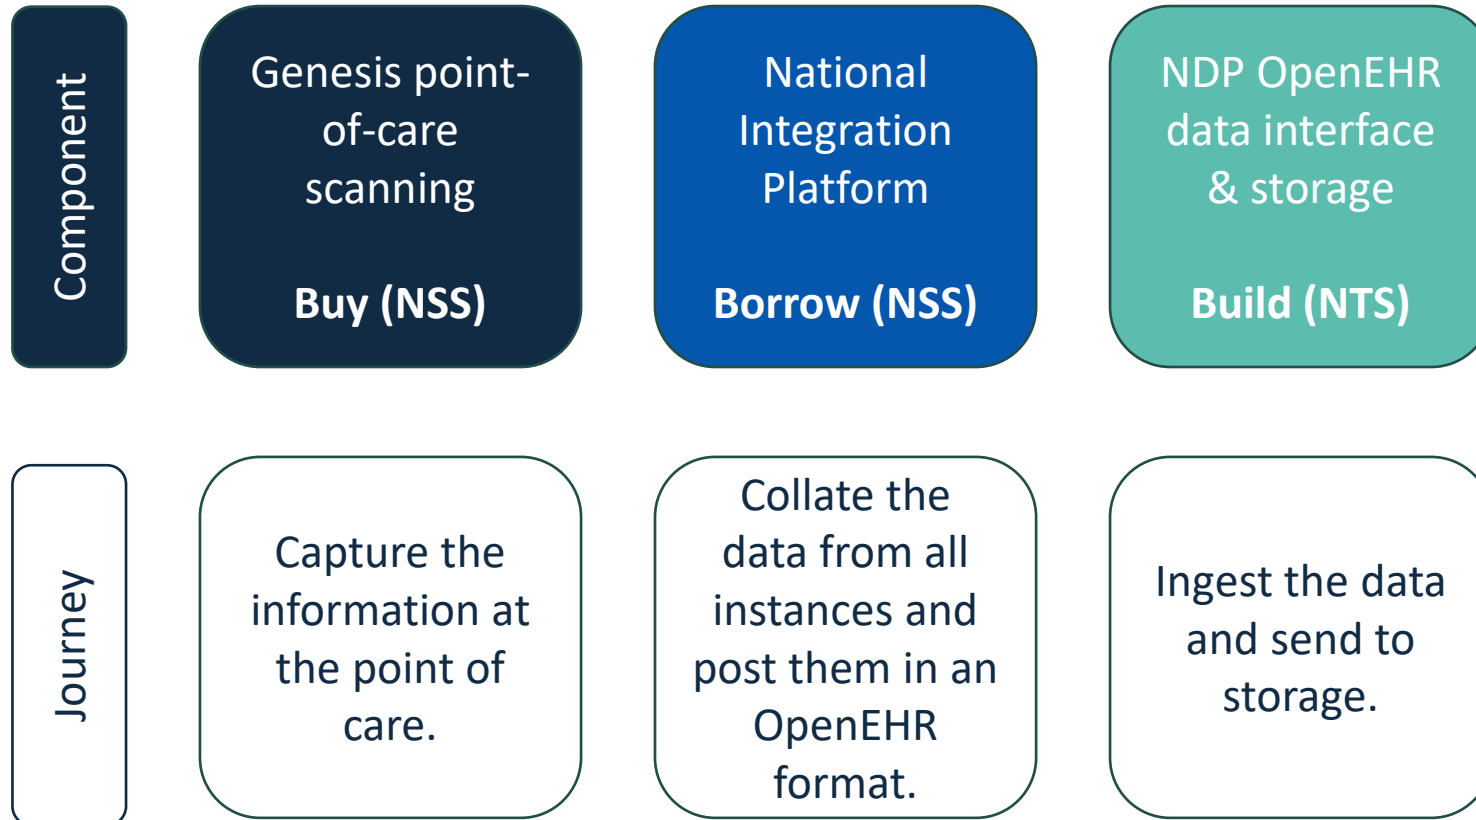 Component
Genesis point-
of-care
scanning
Buy (NSS)
National
Integration
Platform
Borrow (NSS)
NDP OpenEHR
data interface
& storage
Build (NTS)
Journey
Capture the
information at
the point of
care.
Collate the
data from all
instances and
post them in an
OpenEHR
format.
Ingest the data
and send to
storage.